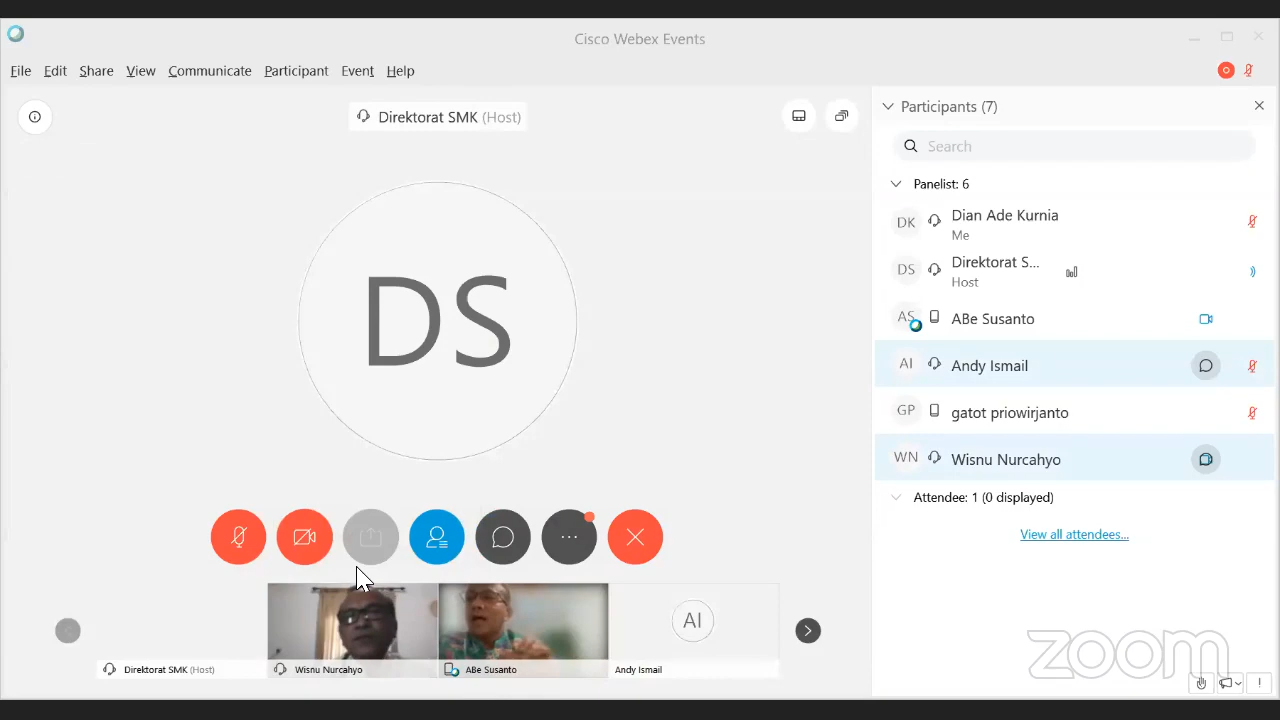 Cisco Webex Events
File Edit Share View Communicate Participant Event Help
Direktorat SMK (Host)
DS
Direktorat SMK (Host)
Wisnu Nurcahyo
ABe Susanto
AI
Andy Ismail
Participants (7)
Search
Panelist: 6
DK Dian Ade Kurnia
Me
DS Direktorat S...
Host
AS ABe Susanto
AI Andy Ismail
GP gatot priowirjanto
WN Wisnu Nurcahyo
Attendee: 1 (0 displayed)
View all attendees...
zoom